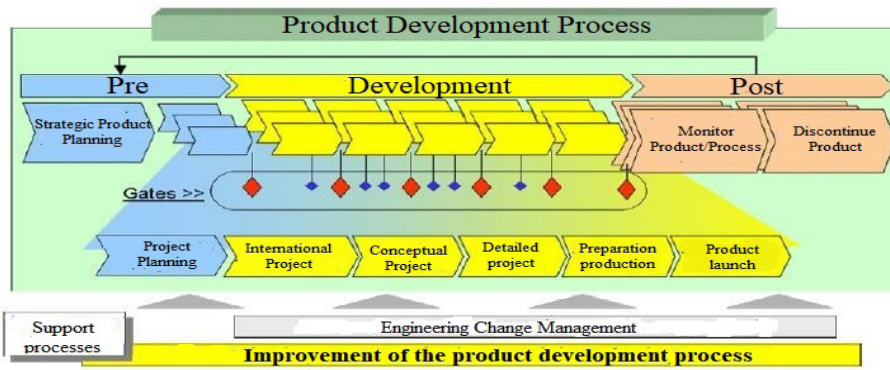 Product Development Process
Pre
Development
Post
Strategic Product
Planning
Monitor
Product/Process
Discontinue
Product
Gates >>
Project
Planning
International
Project
Conceptual
Project
Detailed
project
Preparation
production
Product
launch
Support
processes
Engineering Change Management
Improvement of the product development process